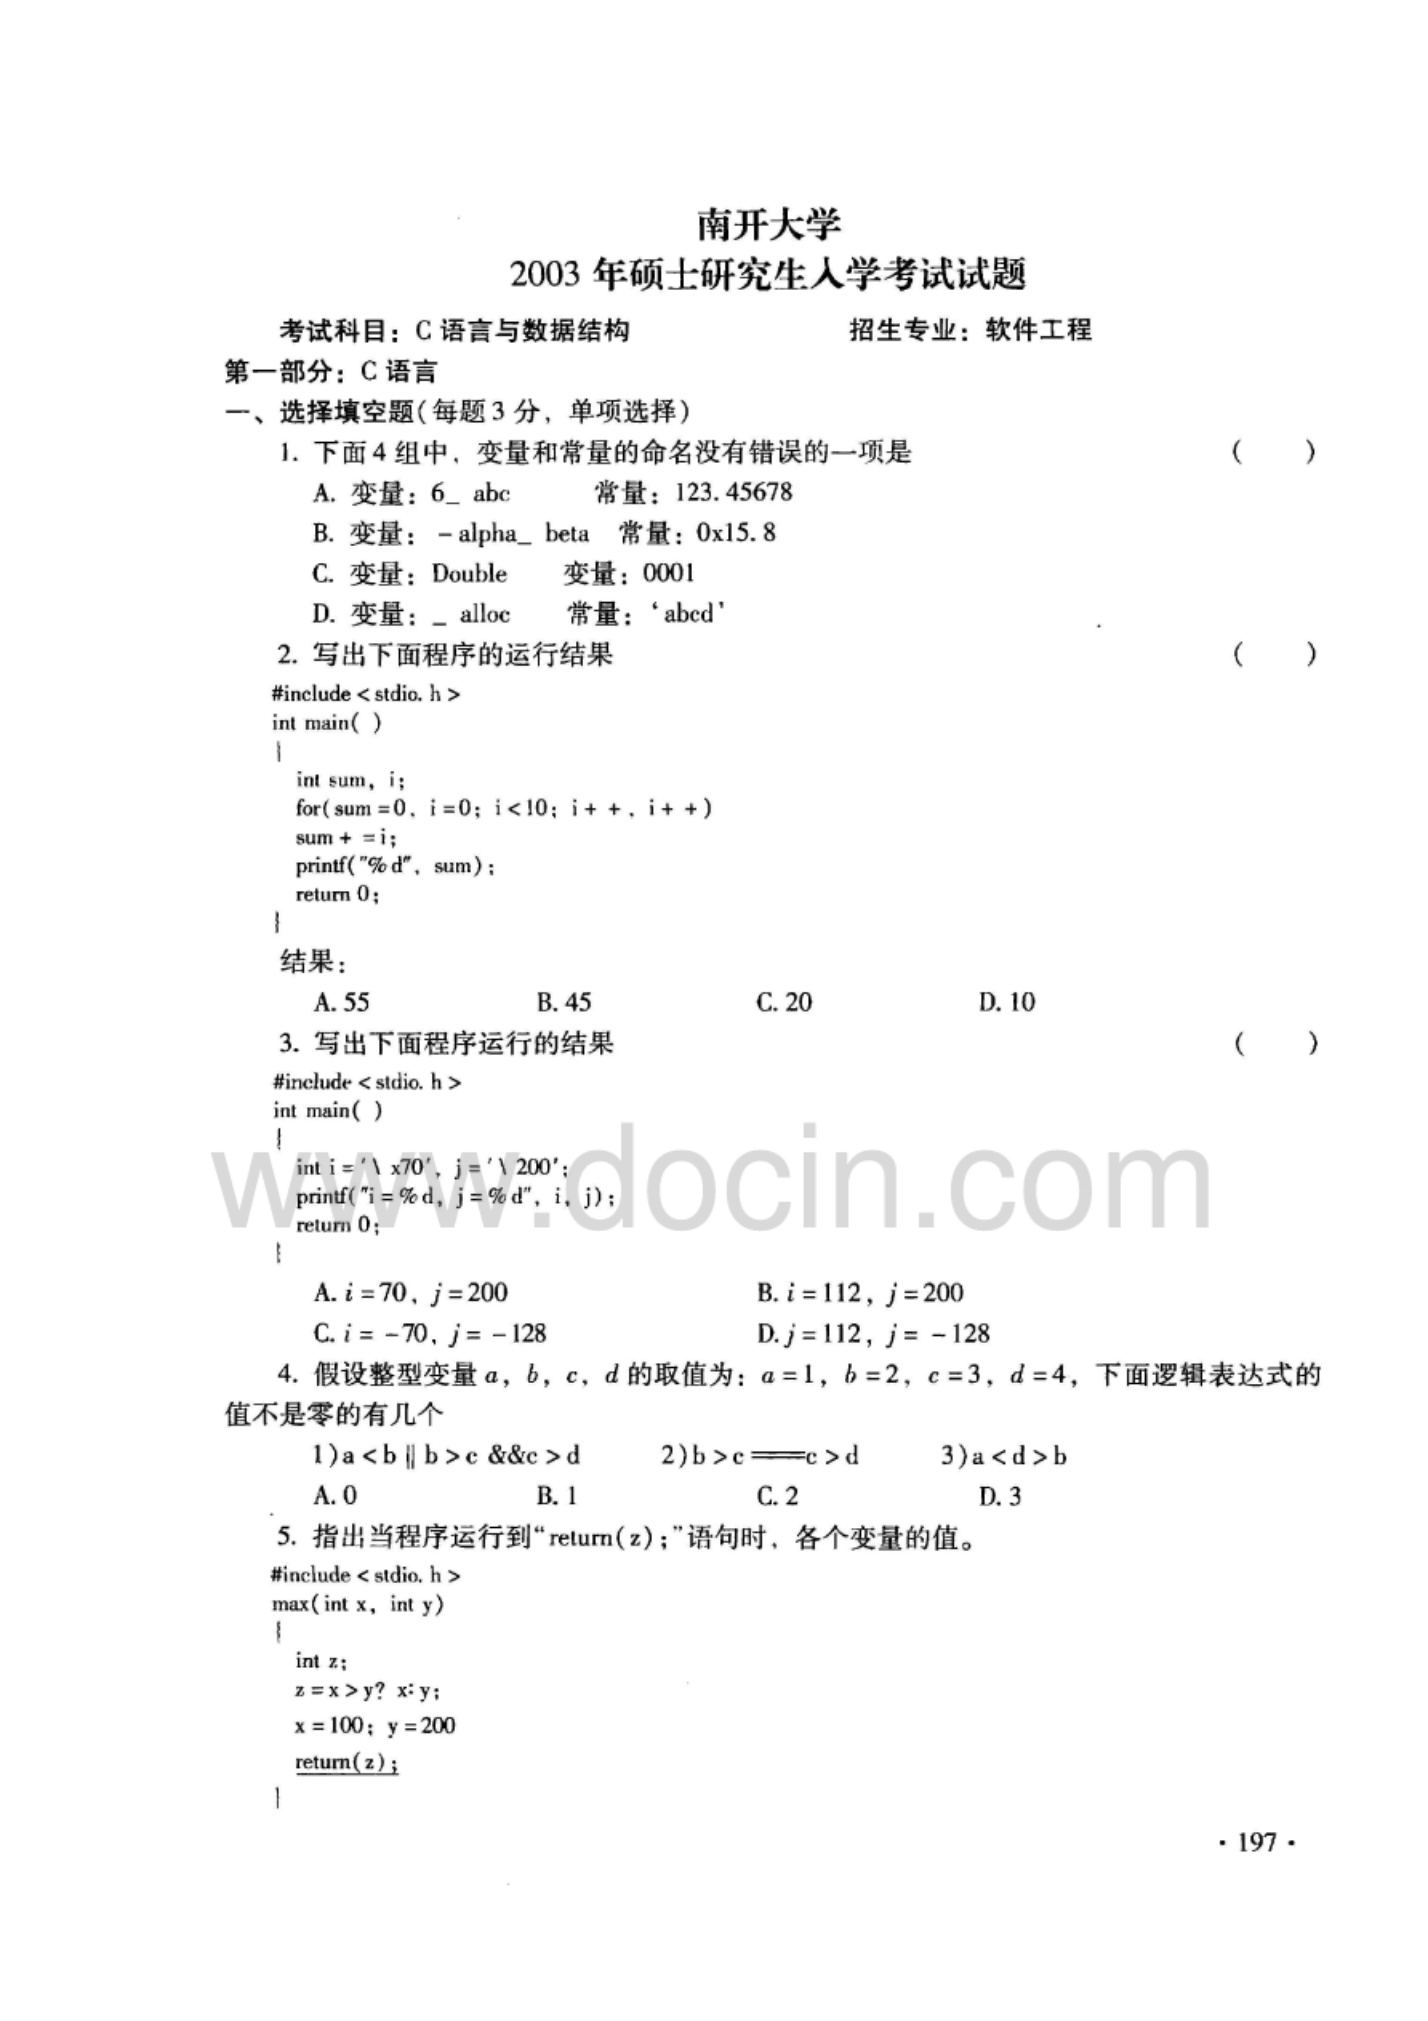 南开大学
2003 年硕士研究生入学考试试题
考试科目：C 语言与数据结构 招生专业：软件工程
第一部分：C 语言
一、选择填空题(每题 3 分，单项选择)
1. 下面 4 组中，变量和常量的命名没有错误的一项是 ( )
A. 变量：6_ abc 常量：123.45678
B. 变量：-alpha_ beta 常量：0x15.8
C. 变量：Double 变量：0001
D. 变量：_ alloc 常量：‘abcd’
2. 写出下面程序的运行结果 ( )
#include < stdio. h >
int main( )
{
int sum, i;
for( sum =0, i =0; i < 10; i + +, i + + )
sum + = i;
printf("% d", sum);
return 0;
}
结果：
A. 55 B. 45 C. 20 D. 10
3. 写出下面程序运行的结果 ( )
#include < stdio. h >
int main( )
{
int i = '\ x70', j = '\ 200';
printf("i = % d, j = % d", i, j);
return 0;
}
A. i =70, j =200 B. i =112, j =200
C. i = -70, j = -128 D. j =112, j = -128
4. 假设整型变量 a, b, c, d 的取值为：a =1, b =2, c =3, d =4, 下面逻辑表达式的
值不是零的有几个
1)a < b ‖ b > c &&c > d 2)b > c ══c > d 3)a < d > b
A. 0 B. 1 C. 2 D. 3
5. 指出当程序运行到“return(z);”语句时，各个变量的值。
#include < stdio. h >
max( int x, int y)
{
int z;
z = x > y? x: y;
x = 100; y = 200
return(z);
}
· 197 ·
www.docin.com